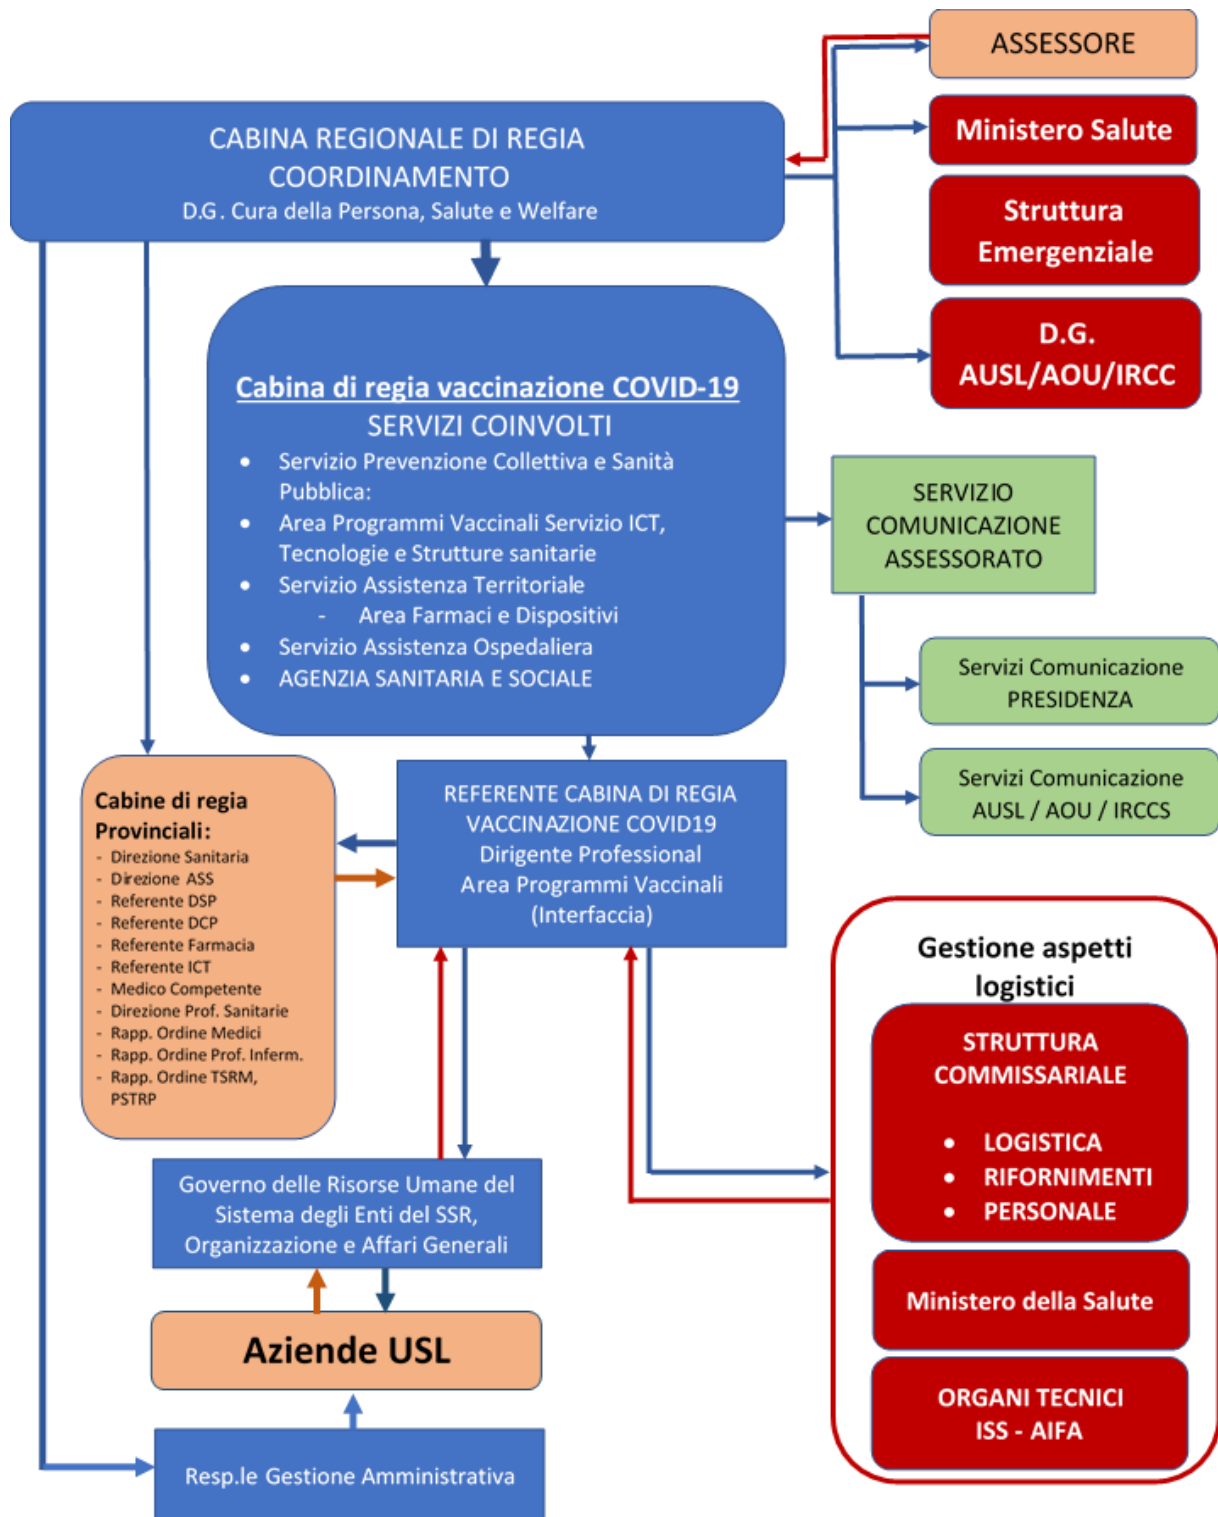 ASSESSORE
CABINA REGIONALE DI REGIA
COORDINAMENTO
D.G. Cura della Persona, Salute e Welfare
Ministero Salute
Struttura
Emergenziale
D.G.
AUSL/AOU/IRCC
Cabina di regia vaccinazione COVID-19
SERVIZI COINVOLTI
• Servizio Prevenzione Collettiva e Sanità
Pubblica:
• Area Programmi Vaccinali Servizio ICT,
Tecnologie e Strutture sanitarie
• Servizio Assistenza Territoriale
- Area Farmaci e Dispositivi
• Servizio Assistenza Ospedaliera
• AGENZIA SANITARIA E SOCIALE
SERVIZIO
COMUNICAZIONE
ASSESSORATO
Servizi Comunicazione
PRESIDENZA
Servizi Comunicazione
AUSL / AOU / IRCCS
Cabine di regia
Provinciali:
- Direzione Sanitaria
- Direzione ASS
- Referente DSP
- Referente DCP
- Referente Farmacia
- Referente ICT
- Medico Competente
- Direzione Prof. Sanitarie
- Rapp. Ordine Medici
- Rapp. Ordine Prof. Inferm.
- Rapp. Ordine TSRM,
PSTRP
REFERENTE CABINA DI REGIA
VACCINAZIONE COVID19
Dirigente Professional
Area Programmi Vaccinali
(Interfaccia)
Gestione aspetti
logistici
STRUTTURA
COMMISSARIALE
• LOGISTICA
• RIFORNIMENTI
• PERSONALE
Ministero della Salute
ORGANI TECNICI
ISS - AIFA
Governo delle Risorse Umane del
Sistema degli Enti del SSR,
Organizzazione e Affari Generali
Aziende USL
Resp.le Gestione Amministrativa